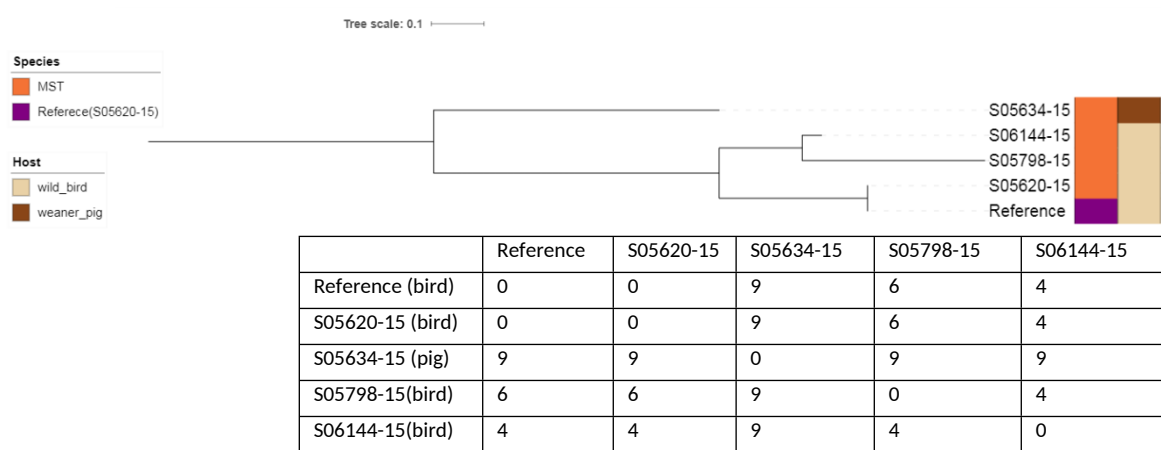 Tree scale: 0.1
Species
MST
Referece(S05620-15)
Host
wild_bird
weaner_pig
S05634-15
S06144-15
S05798-15
S05620-15
Reference
Reference S05620-15 S05634-15 S05798-15 S06144-15
Reference (bird) 0 0 9 6 4
S05620-15 (bird) 0 0 9 6 4
S05634-15 (pig) 9 9 0 9 9
S05798-15(bird) 6 6 9 0 4
S06144-15(bird) 4 4 9 4 0